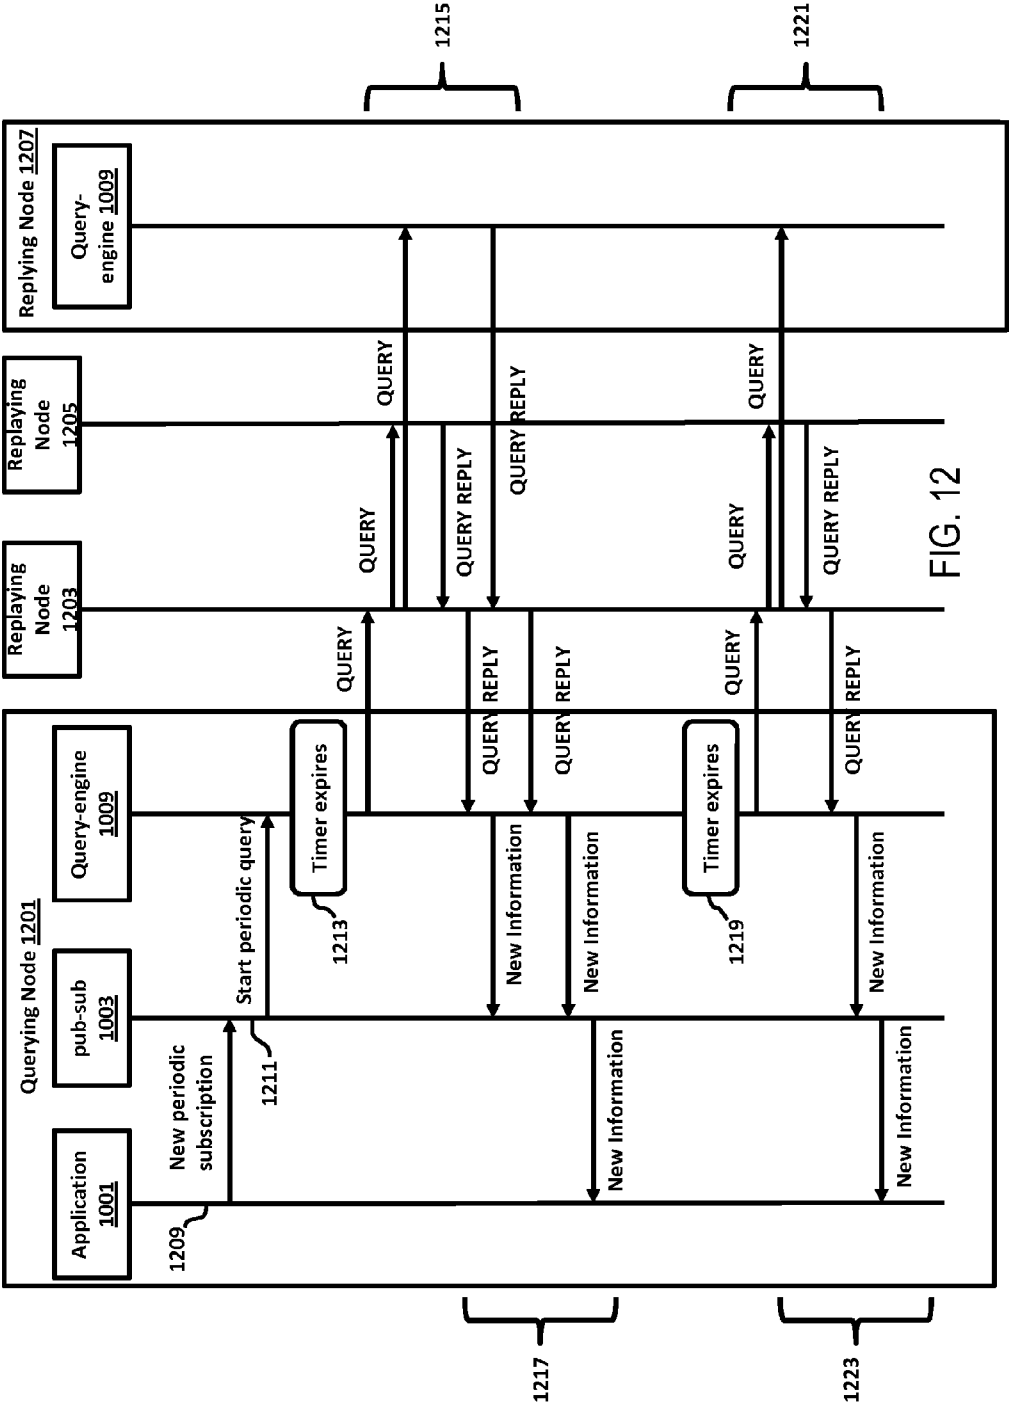 Querying Node 1201
Application
1001
pub-sub
1003
Query-engine
1009
Replaying
Node
1203
Replaying
Node
1205
Replying Node 1207
Query-
engine 1009
1209
New periodic
subscription
1211
Start periodic query
1213
Timer expires
QUERY
QUERY
QUERY
1215
QUERY REPLY
QUERY REPLY
QUERY REPLY
QUERY REPLY
New Information
New Information
New Information
1217
1219
Timer expires
QUERY
QUERY
QUERY
1221
QUERY REPLY
QUERY REPLY
New Information
New Information
1223
FIG. 12